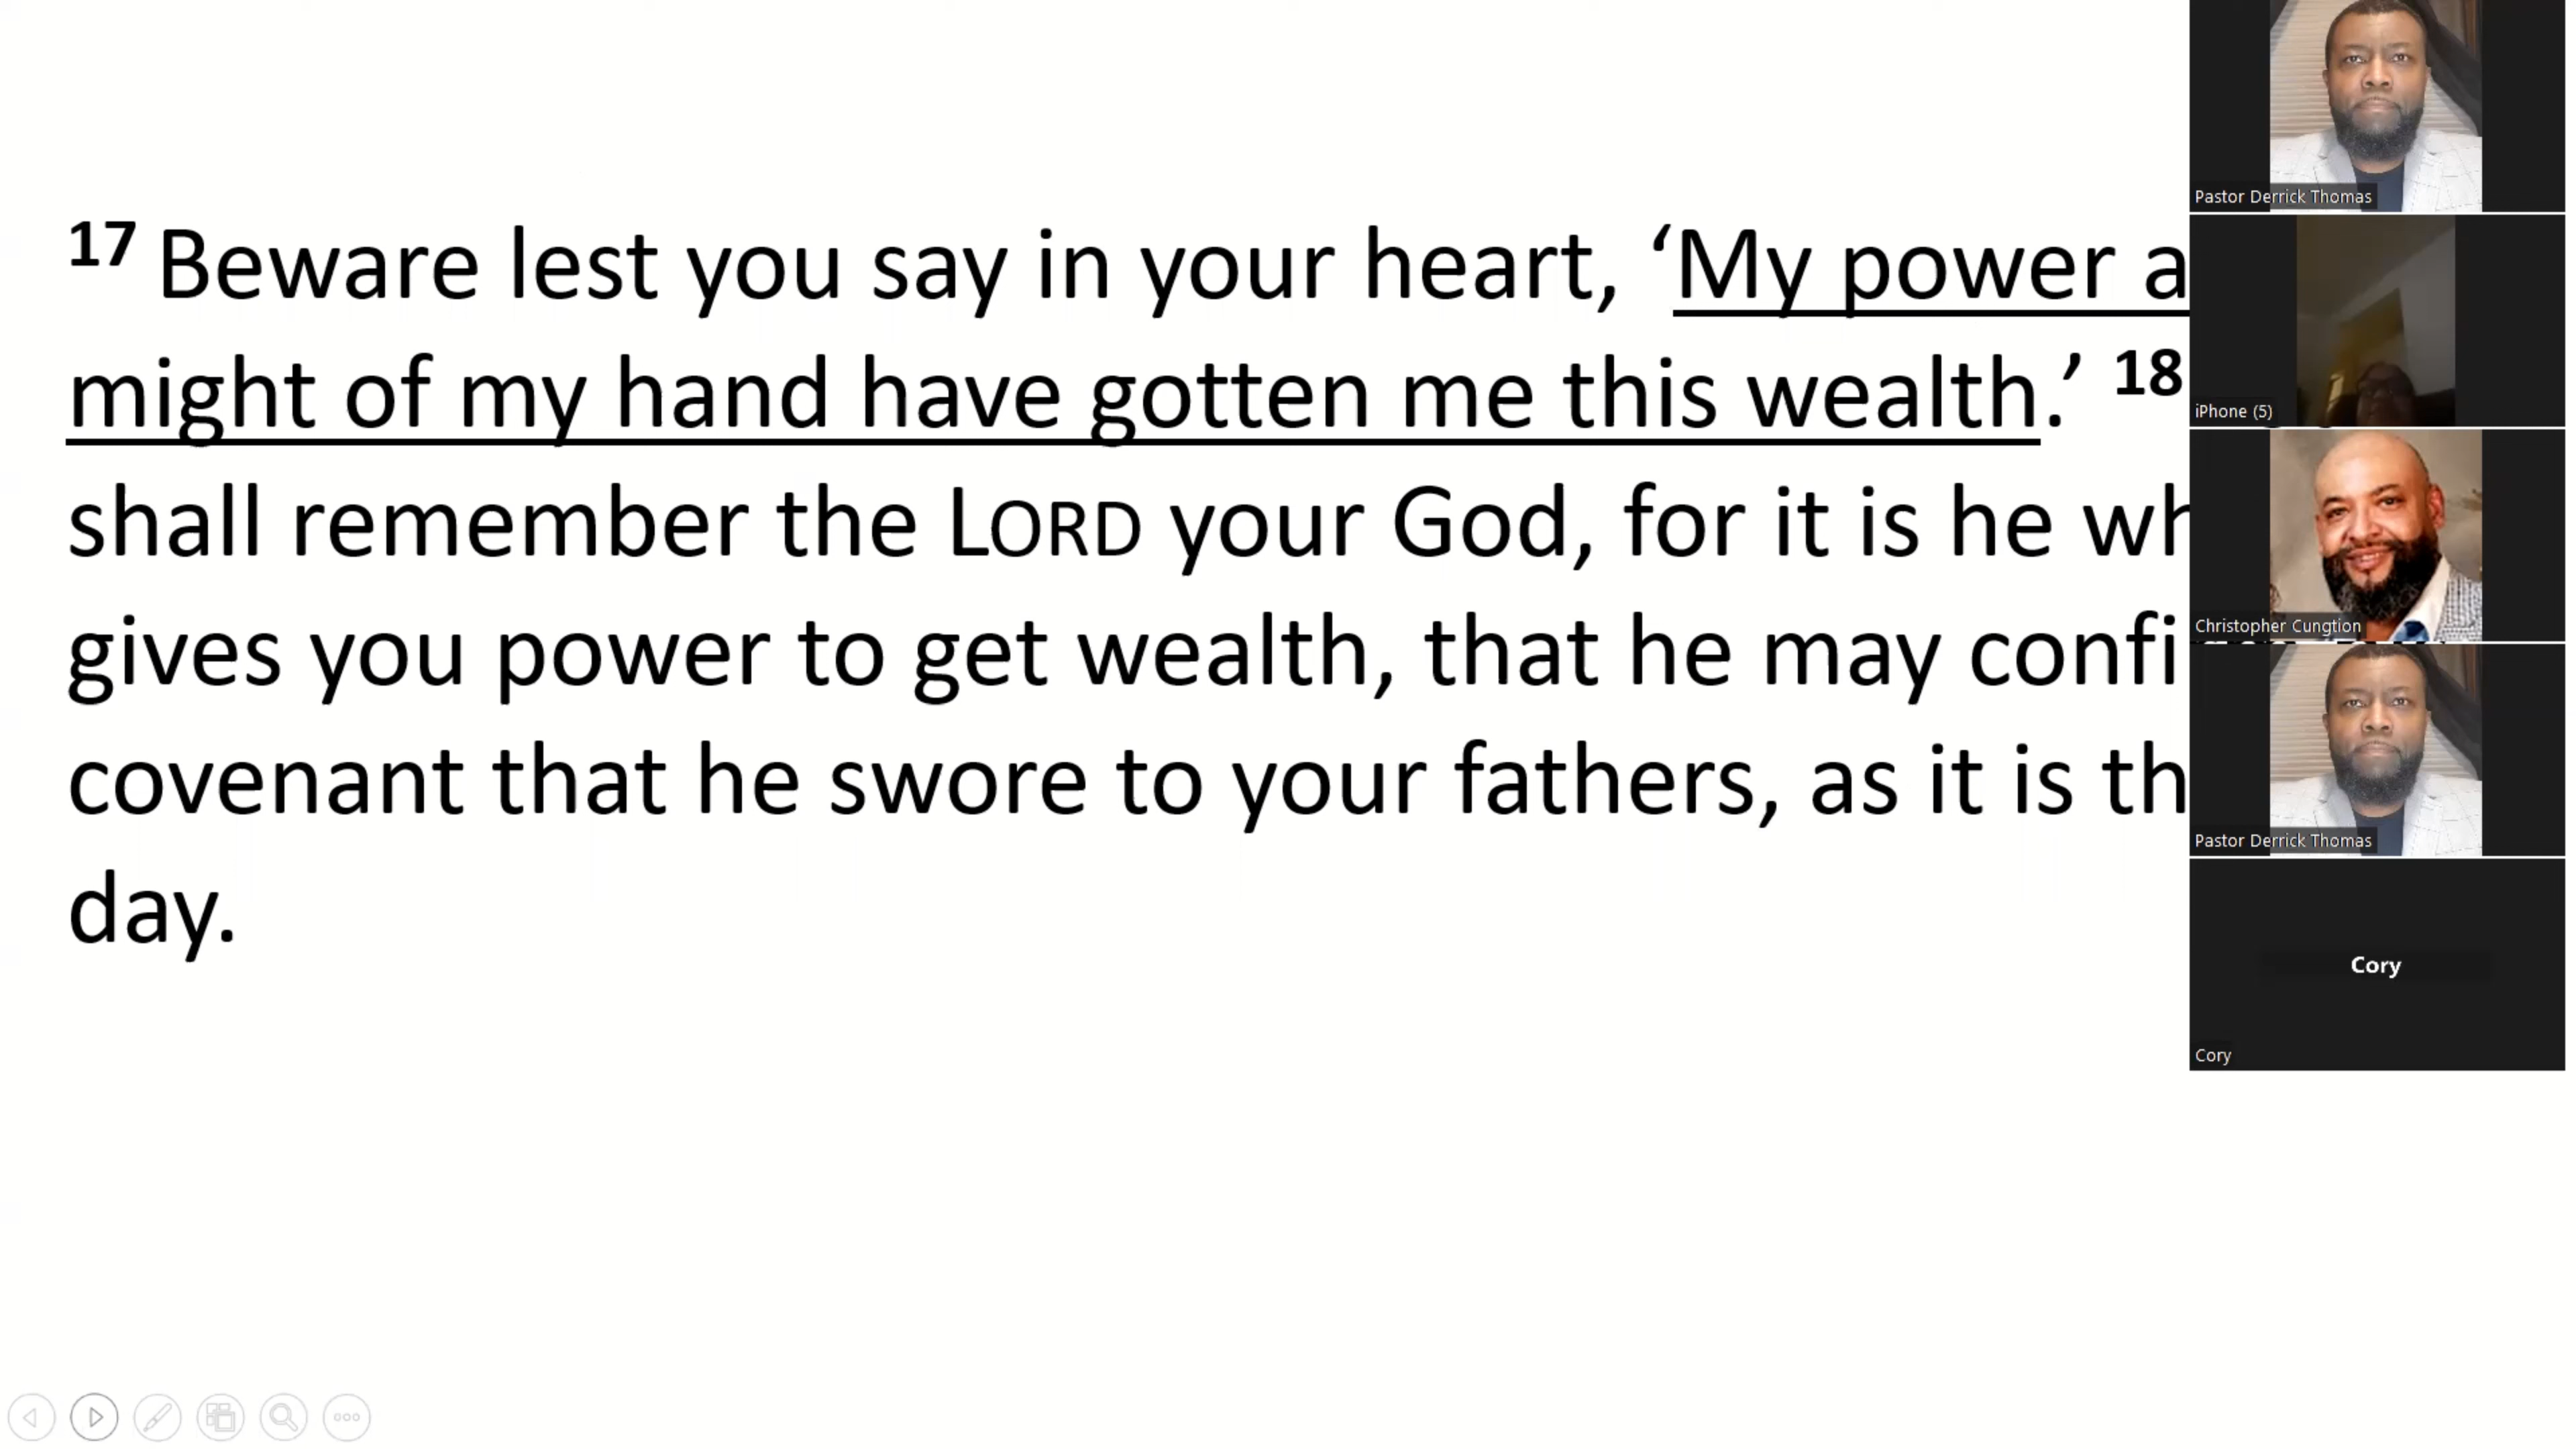 17 Beware lest you say in your heart, ‘My power a
might of my hand have gotten me this wealth.’ 18
shall remember the LORD your God, for it is he wh
gives you power to get wealth, that he may confi
covenant that he swore to your fathers, as it is th
day.
Pastor Derrick Thomas
iPhone (5)
Christopher Cungtion
Pastor Derrick Thomas
Cory
Cory